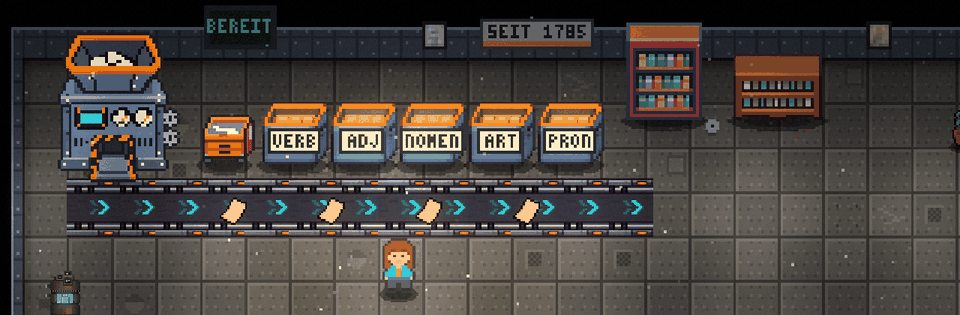 BEREIT
SEIT 1785
VERB
ADJ
NOMEN
ART
PRON